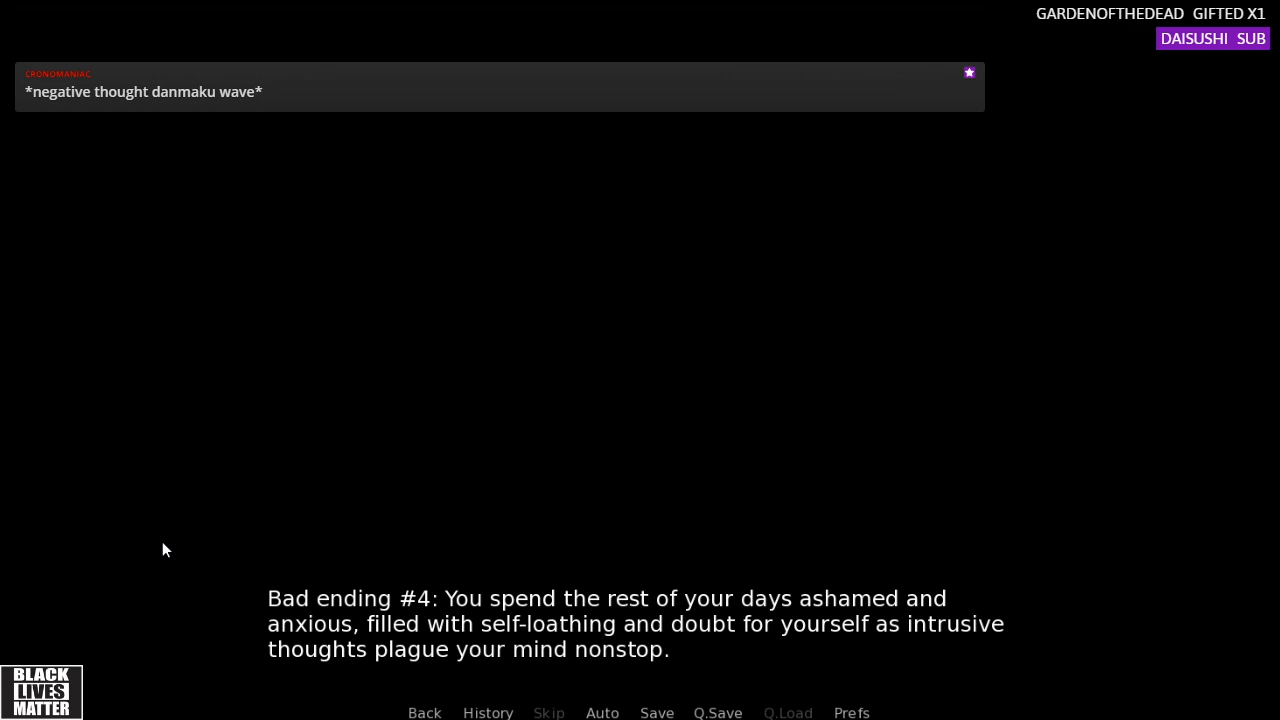 GARDENOFTHEDEAD GIFTED X1
DAISUSHI SUB
CRONOMANIAC
*negative thought danmaku wave*
Bad ending #4: You spend the rest of your days ashamed and
anxious, filled with self-loathing and doubt for yourself as intrusive
thoughts plague your mind nonstop.
BLACK
LIVES
MATTER
Back History Skip Auto Save Q.Save Q.Load Prefs